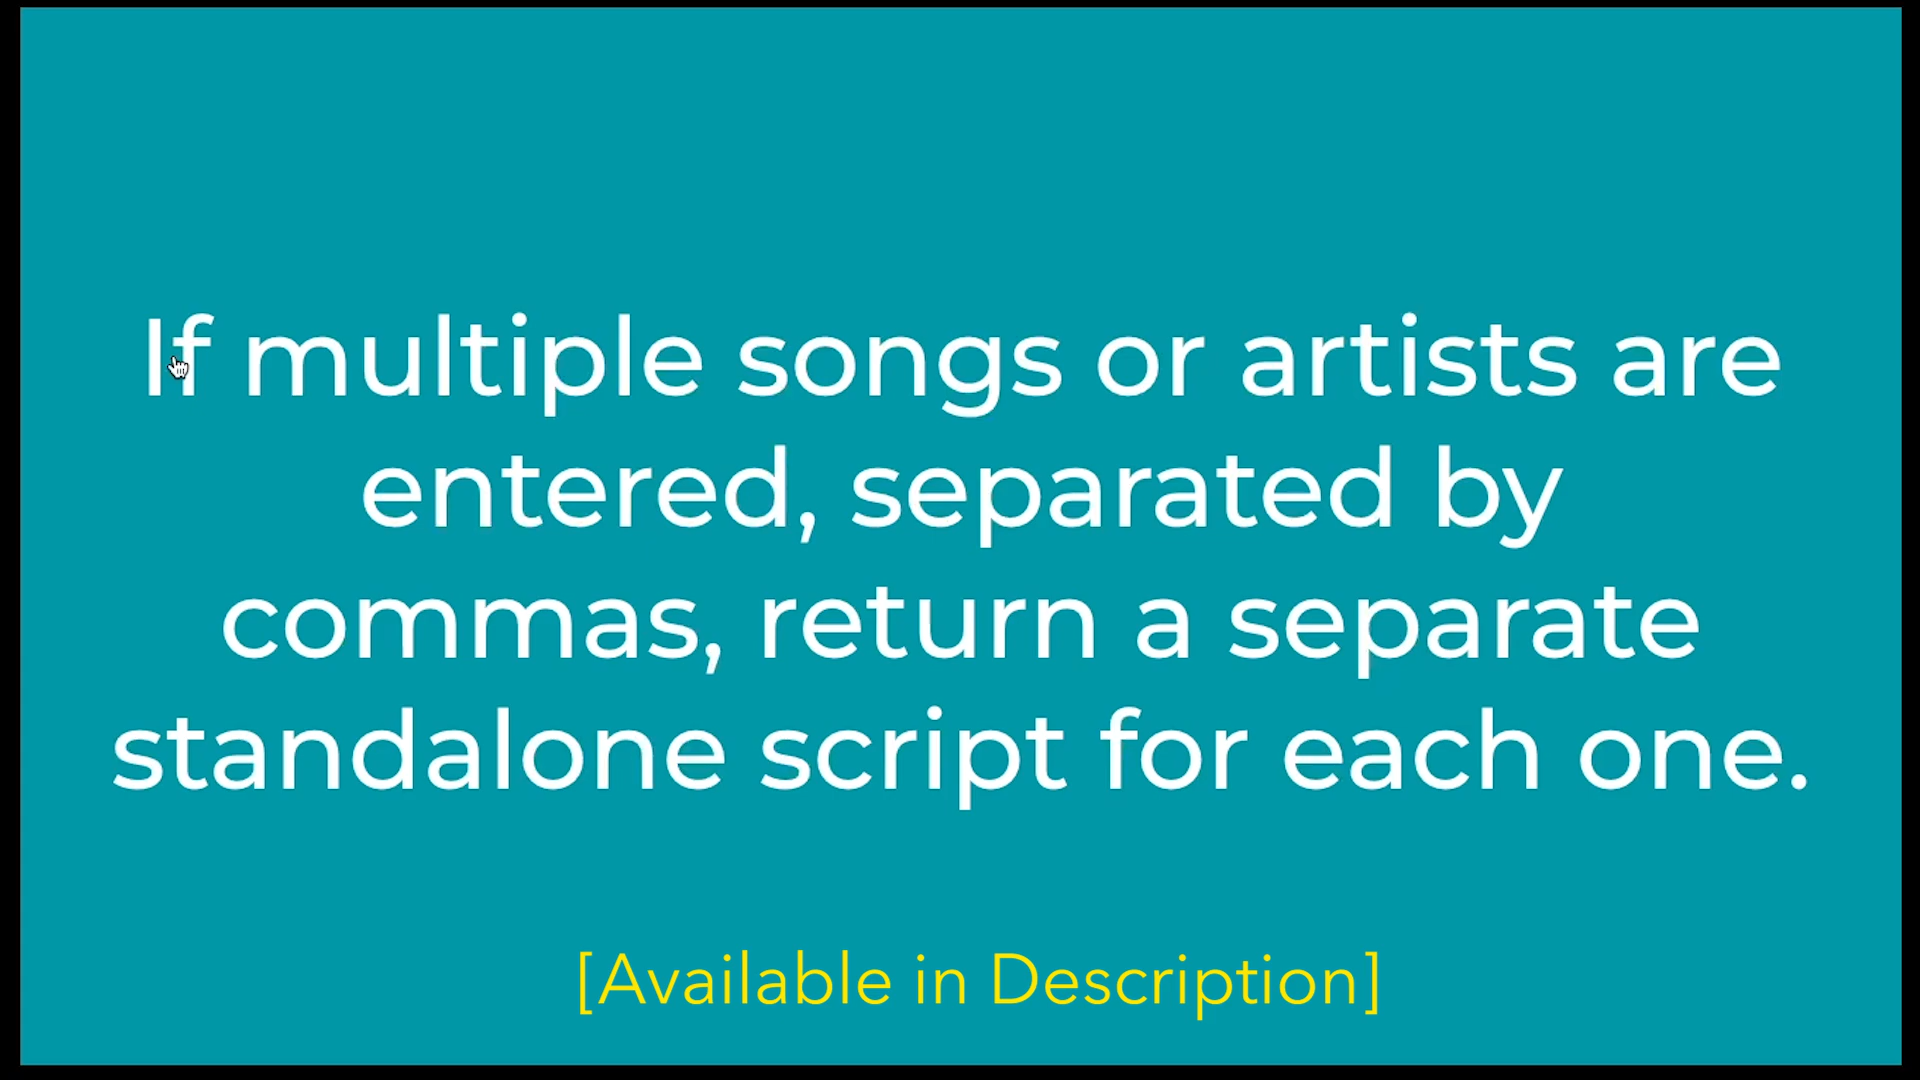 If multiple songs or artists are
entered, separated by
commas, return a separate
standalone script for each one.
[Available in Description]